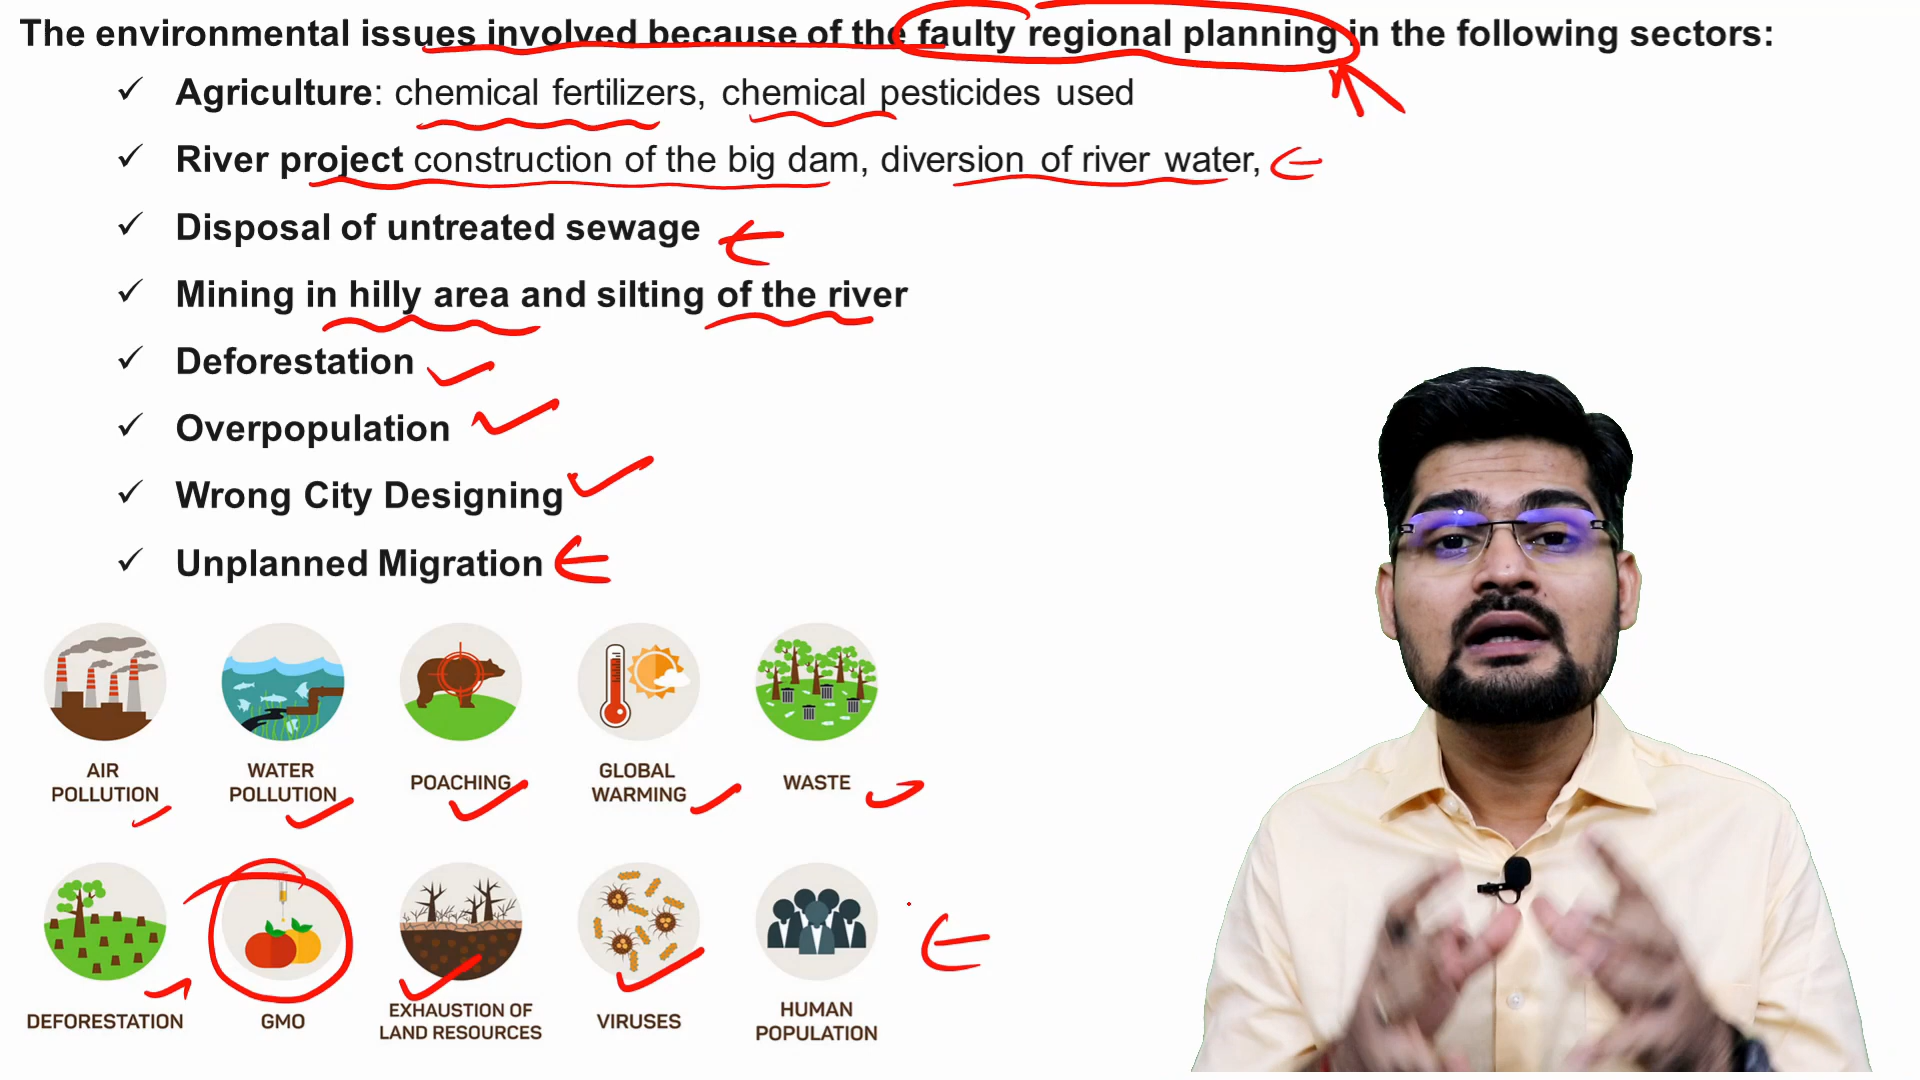 The environmental issues involved because of the faulty regional planning in the following sectors:
✓ Agriculture: chemical fertilizers, chemical pesticides used
✓ River project construction of the big dam, diversion of river water,
✓ Disposal of untreated sewage
✓ Mining in hilly area and silting of the river
✓ Deforestation
✓ Overpopulation
✓ Wrong City Designing
✓ Unplanned Migration
AIR
POLLUTION
WATER
POLLUTION
POACHING
GLOBAL
WARMING
WASTE
DEFORESTATION
GMO
EXHAUSTION OF
LAND RESOURCES
VIRUSES
HUMAN
POPULATION